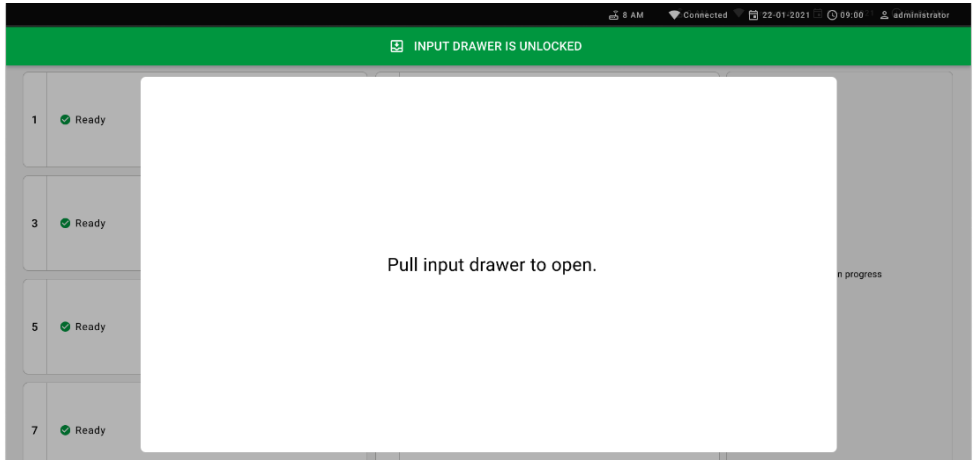 8 AM Connected 22-01-2021 09:00 administrator
INPUT DRAWER IS UNLOCKED
1 Ready
3 Ready
Pull input drawer to open.
n progress
5 Ready
7 Ready